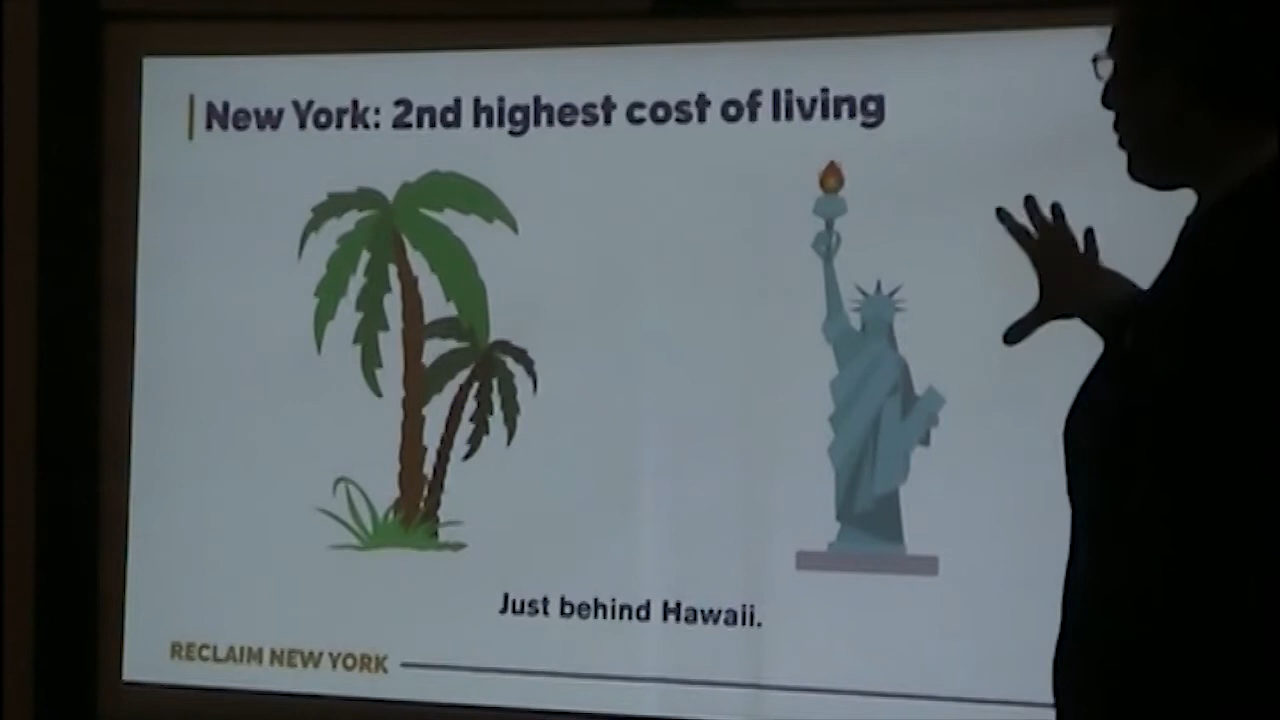 New York: 2nd highest cost of living
Just behind Hawaii.
RECLAIM NEW YORK